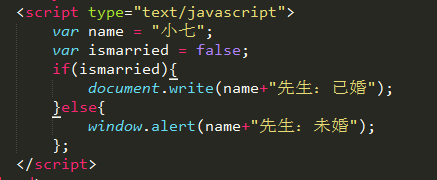 <script type="text/javascript">
var name = "小七";
var ismarried = false;
if(ismarried){
document.write(name+"先生：已婚");
}else{
window.alert(name+"先生：未婚");
};
</script>